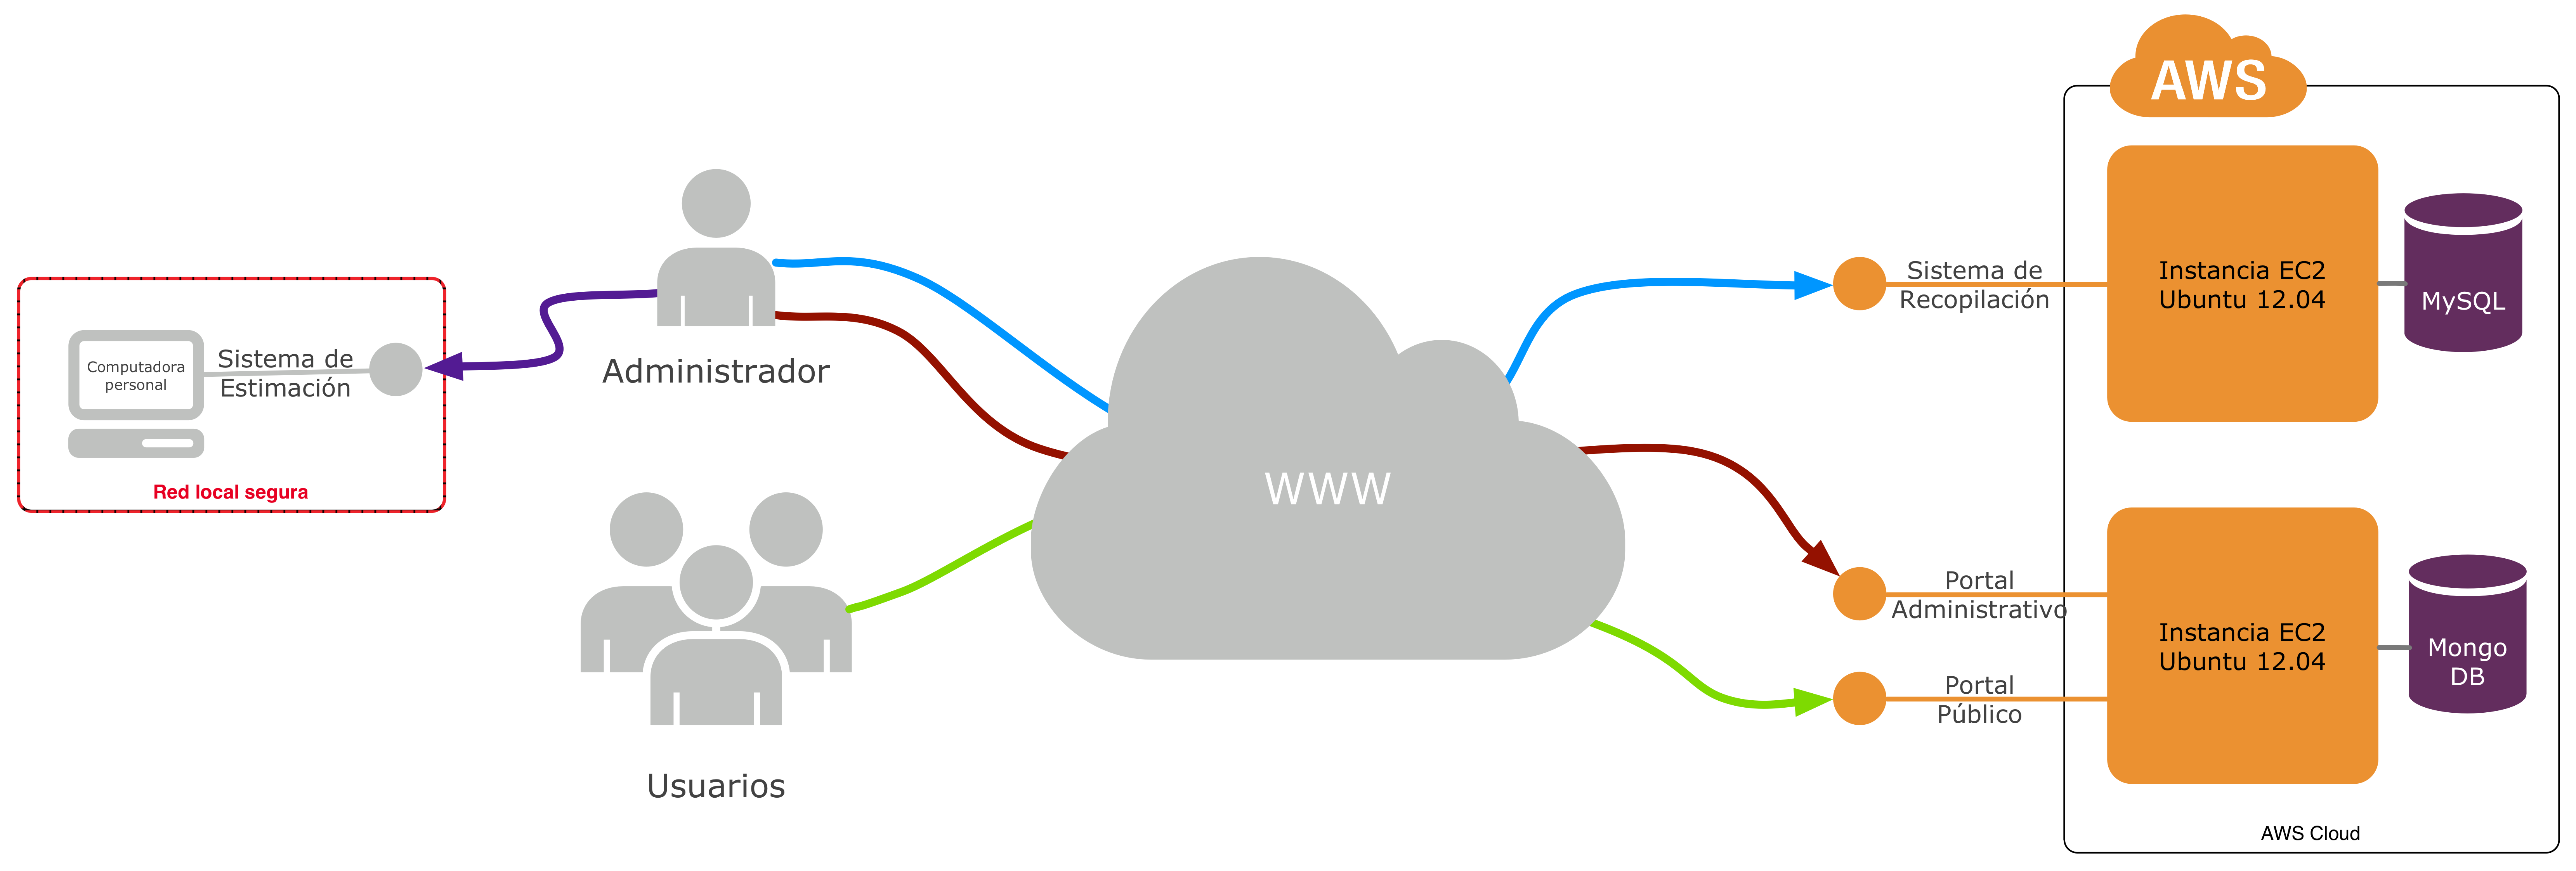 AWS
Sistema de
Recopilación
Instancia EC2
Ubuntu 12.04
MySQL
Computadora
personal
Sistema de
Estimación
Red local segura
Administrador
WWW
Portal
Administrativo
Instancia EC2
Ubuntu 12.04
Mongo
DB
Portal
Público
Usuarios
AWS Cloud